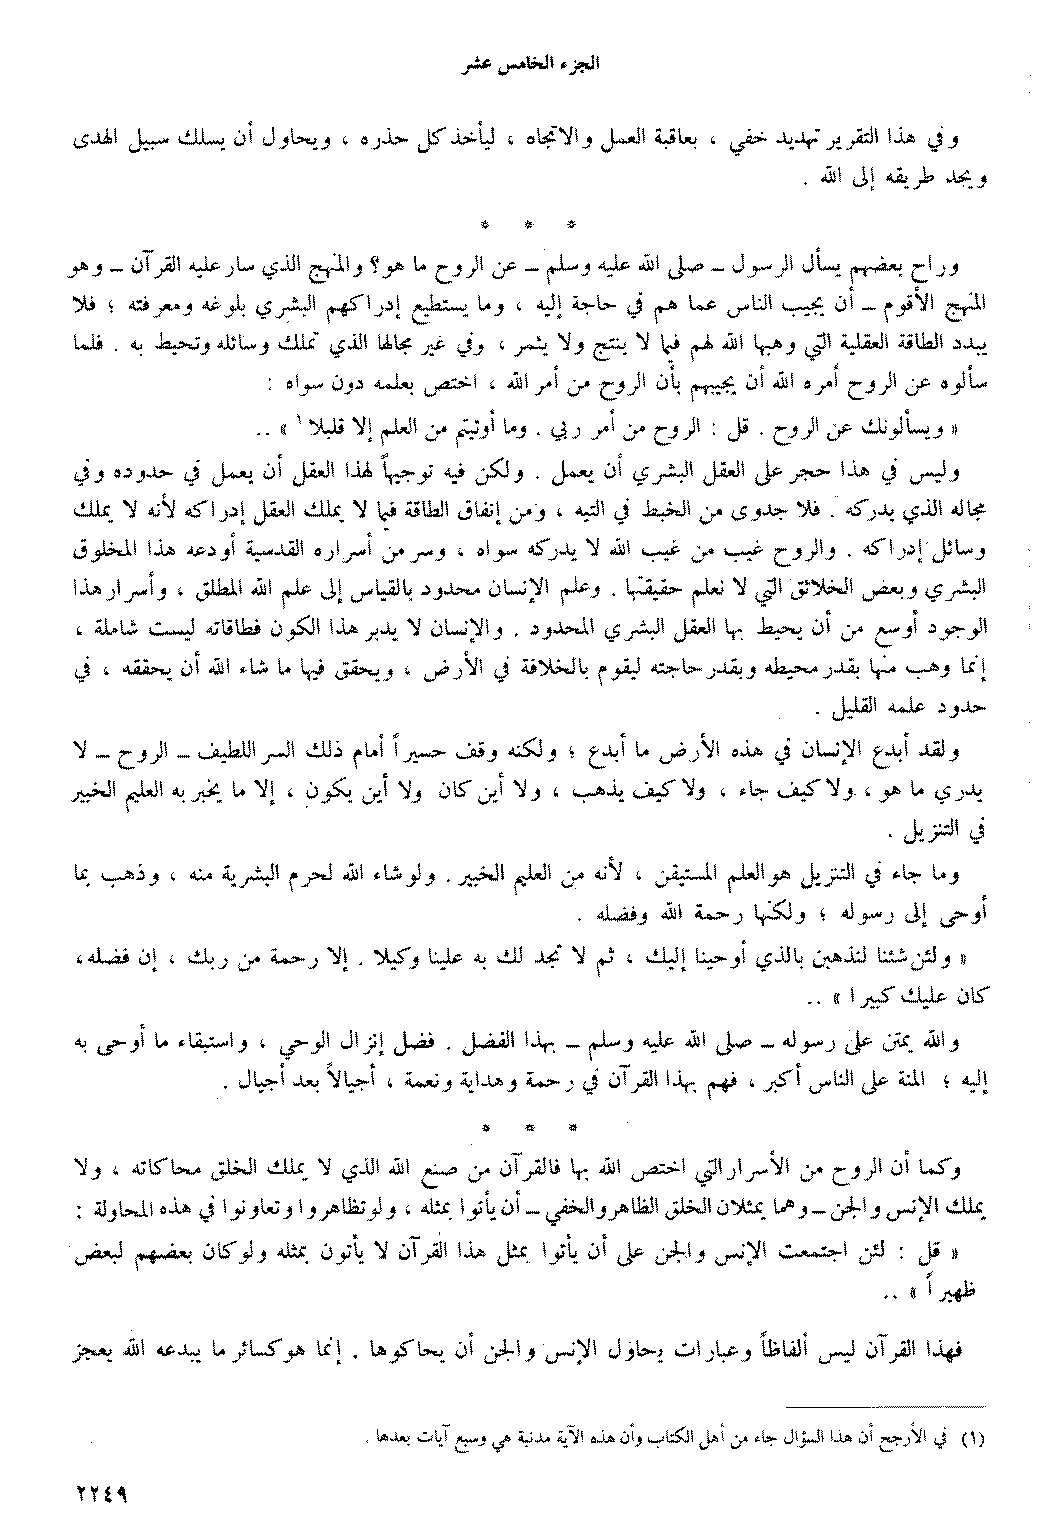 الجزء الخامس عشر
وفي هذا التقرير تهديد خفي ، بعاقبة العمل والاتجاه ، ليأخذ كل حذره ، ويحاول أن يسلك سبيل الهدى
ويجد طريقه إلى الله .
* * *
وراح بعضهم يسأل الرسول – صلى الله عليه وسلم – عن الروح ما هو؟ والمنهج الذي سار عليه القرآن – وهو
المنهج الأقوم – أن يجيب الناس عما هم في حاجة إليه ، وما يستطيع إدراكهم البشري بلوغه ومعرفته ؛ فلا
يبدد الطاقة العقلية التي وهبها الله لهم فيما لا ينتج ولا يثمر ، وفي غير مجالها الذي تملك وسائله وتحيط به . فلما
سألوه عن الروح أمره الله أن يجيبهم بأن الروح من أمر الله ، اختص بعلمه دون سواه :
« ويسألونك عن الروح . قل : الروح من أمر ربي . وما أوتيتم من العلم إلا قليلا ١ » ..
وليس في هذا حجر على العقل البشري أن يعمل . ولكن فيه توجيهاً لهذا العقل أن يعمل في حدوده وفي
مجاله الذي يدركه . فلا جدوى من الخبط في التيه ، ومن إنفاق الطاقة فيما لا يملك العقل إدراكه لأنه لا يملك
وسائل إدراكه . والروح غيب من غيب الله لا يدركه سواه ، وسر من أسراره القدسية أودعه هذا المخلوق
البشري وبعض الخلائق التي لا نعلم حقيقتها . وعلم الإنسان محدود بالقياس إلى علم الله المطلق ، وأسرار هذا
الوجود أوسع من أن يحيط بها العقل البشري المحدود . والإنسان لا يدبر هذا الكون فطاقاته ليست شاملة ،
إنما وهب منها بقدر محيطه وبقدر حاجته ليقوم بالخلافة في الأرض ، ويحقق فيها ما شاء الله أن يحققه ، في
حدود علمه القليل .
ولقد أبدع الإنسان في هذه الأرض ما أبدع ؛ ولكنه وقف حسيراً أمام ذلك السر اللطيف – الروح – لا
يدري ما هو ، ولا كيف جاء ، ولا كيف يذهب ، ولا أين كان ولا أين يكون ، إلا ما يخبر به العليم الخبير
في التنزيل .
وما جاء في التنزيل هو العلم المستيقن ، لأنه من العليم الخبير . ولو شاء الله لحرم البشرية منه ، وذهب بما
أوحى إلى رسوله ؛ ولكنها رحمة الله وفضله .
« ولئن شئنا لنذهبن بالذي أوحينا إليك ، ثم لا تجد لك به علينا وكيلا . إلا رحمة من ربك ، إن فضله،
كان عليك كبيرا » ..
والله يمتن على رسوله – صلى الله عليه وسلم – بهذا الفضل . فضل إنزال الوحي ، واستبقاء ما أوحى به
إليه ؛ المنة على الناس أكبر ، فهم بهذا القرآن في رحمة وهداية ونعمة ، أجيالاً بعد أجيال .
* * *
وكما أن الروح من الأسرار التي اختص الله بها فالقرآن من صنع الله الذي لا يملك الخلق محاكاته ، ولا
يملك الإنس والجن – وهما يمثلان الخلق الظاهر والخفي – أن يأتوا بمثله ، ولو تظاهروا وتعاونوا في هذه المحاولة :
« قل : لئن اجتمعت الإنس والجن على أن يأتوا بمثل هذا القرآن لا يأتون بمثله ولو كان بعضهم لبعض
ظهيراً » ..
فهذا القرآن ليس ألفاظاً وعبارات يحاول الإنس والجن أن يحاكوها . إنما هو كسائر ما يبدعه الله يعجز
(١) في الأرجح أن هذا السؤال جاء من أهل الكتاب وأن هذه الآية مدنية هي وسبع آيات بعدها .
٢٢٤٩